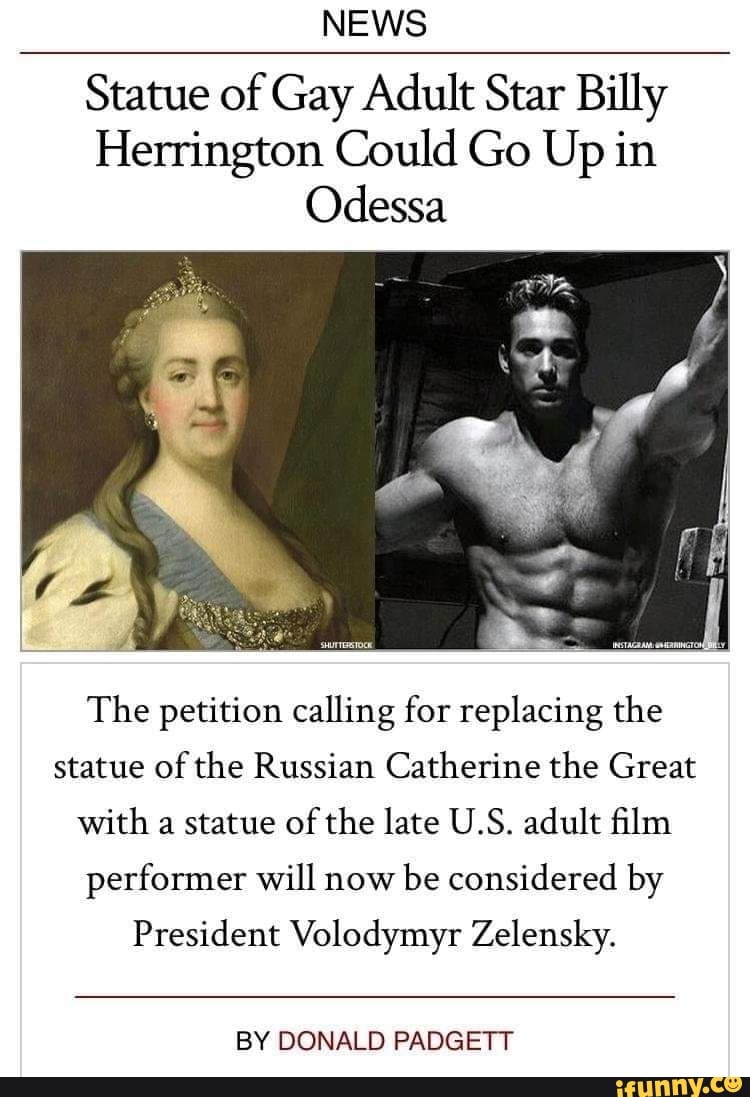 NEWS
Statue of Gay Adult Star Billy
Herrington Could Go Up in
Odessa
SHUTTERSTOCK
INSTAGRAM: @HERRINGTON_BILLY
The petition calling for replacing the
statue of the Russian Catherine the Great
with a statue of the late U.S. adult film
performer will now be considered by
President Volodymyr Zelensky.
BY DONALD PADGETT
ifunny.co